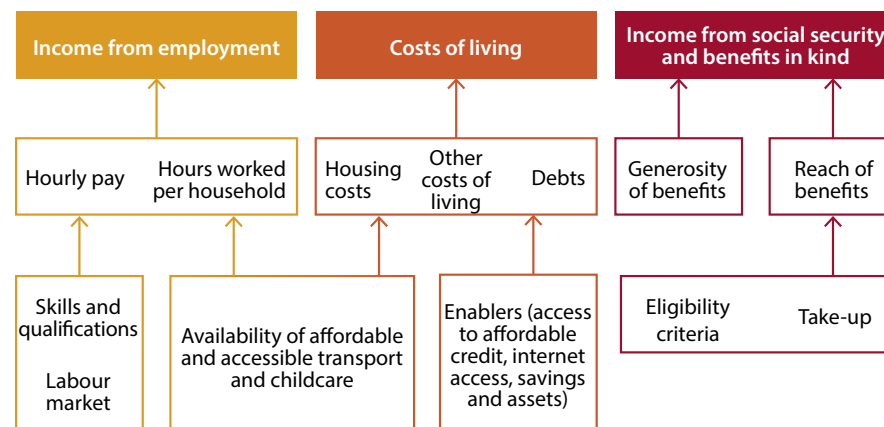 Income from employment
Costs of living
Income from social security
and benefits in kind
Hourly pay
Hours worked
per household
Housing
costs
Other
costs of
living
Debts
Generosity
of benefits
Reach of
benefits
Skills and
qualifications
Labour
market
Availability of affordable
and accessible transport
and childcare
Enablers (access
to affordable
credit, internet
access, savings
and assets)
Eligibility
criteria
Take-up